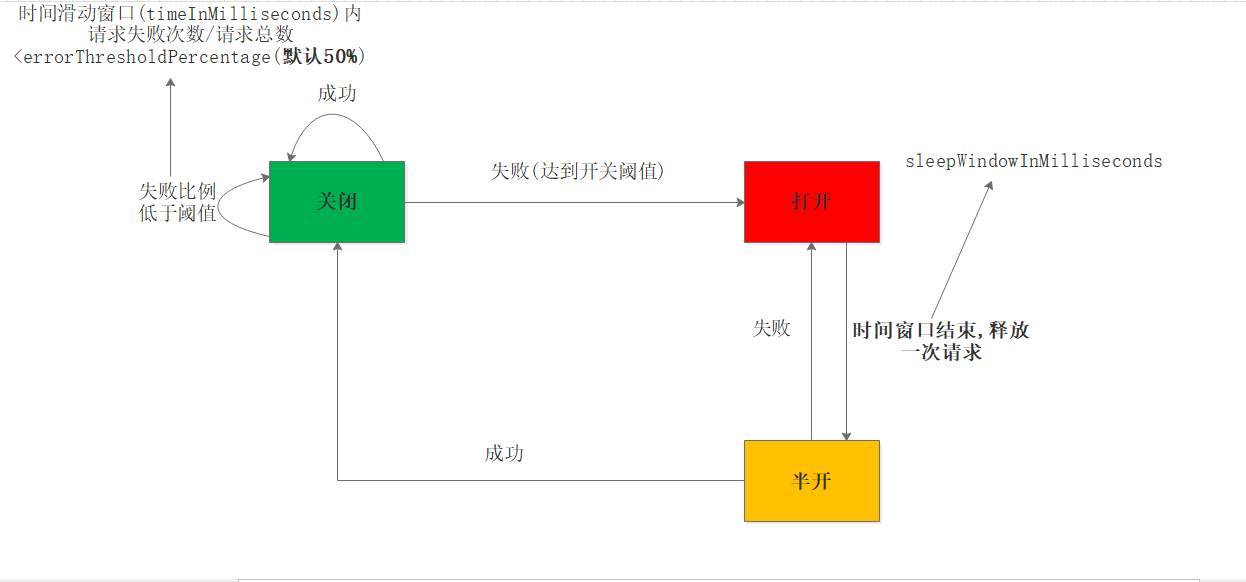 时间滑动窗口(timeInMilliseconds)内
请求失败次数/请求总数
<errorThresholdPercentage(默认50%)
成功
失败(达到开关阈值)
sleepWindowInMilliseconds
失败比例
低于阈值
关闭
打开
失败
时间窗口结束,释放
一次请求
成功
半开